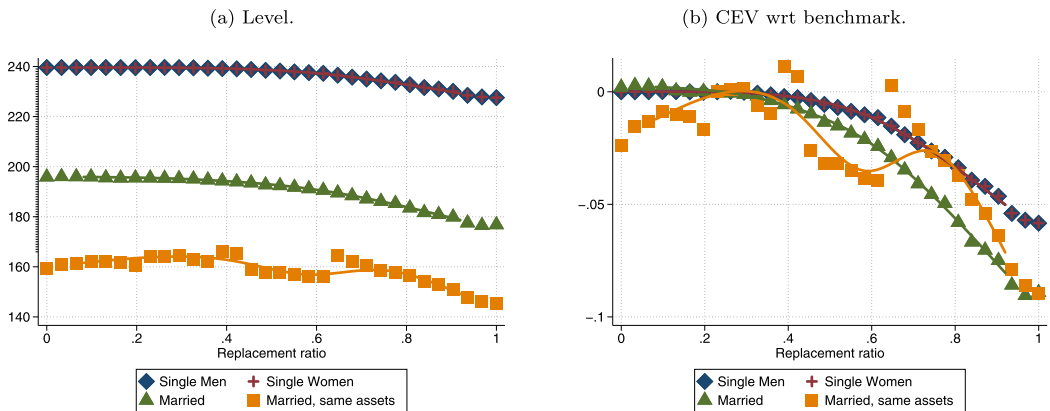 (a) Level.
240
220
200
180
160
140
0 .2 .4 .6 .8 1
Replacement ratio
Single Men Single Women
Married Married, same assets
(b) CEV wrt benchmark.
0
-.05
-.1
0 .2 .4 .6 .8 1
Replacement ratio
Single Men Single Women
Married Married, same assets